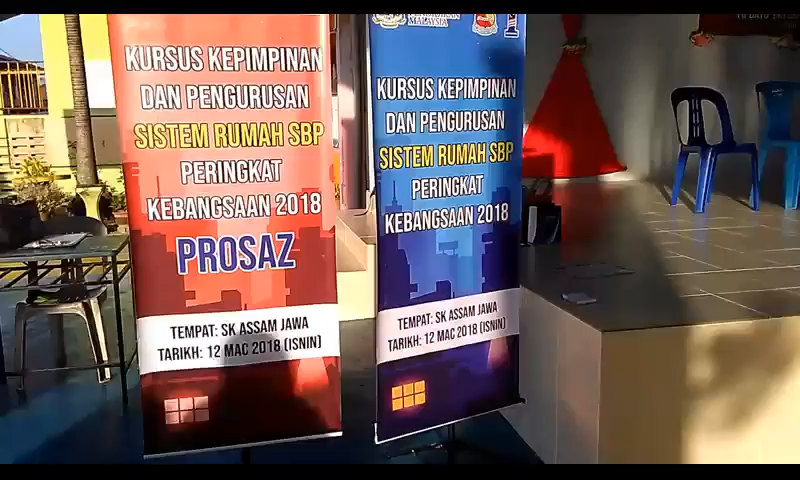 KURSUS KEPIMPINAN
DAN PENGURUSAN
SISTEM RUMAH SBP
PERINGKAT
KEBANGSAAN 2018
PROSAZ
TEMPAT: SK ASSAM JAWA
TARIKH: 12 MAC 2018 (ISNIN)
MALAYSIA
KURSUS KEPIMPINAN
DAN PENGURUSAN
SISTEM RUMAH SBP
PERINGKAT
KEBANGSAAN 2018
TEMPAT: SK ASSAM JAWA
TARIKH: 12 MAC 2018 (ISNIN)